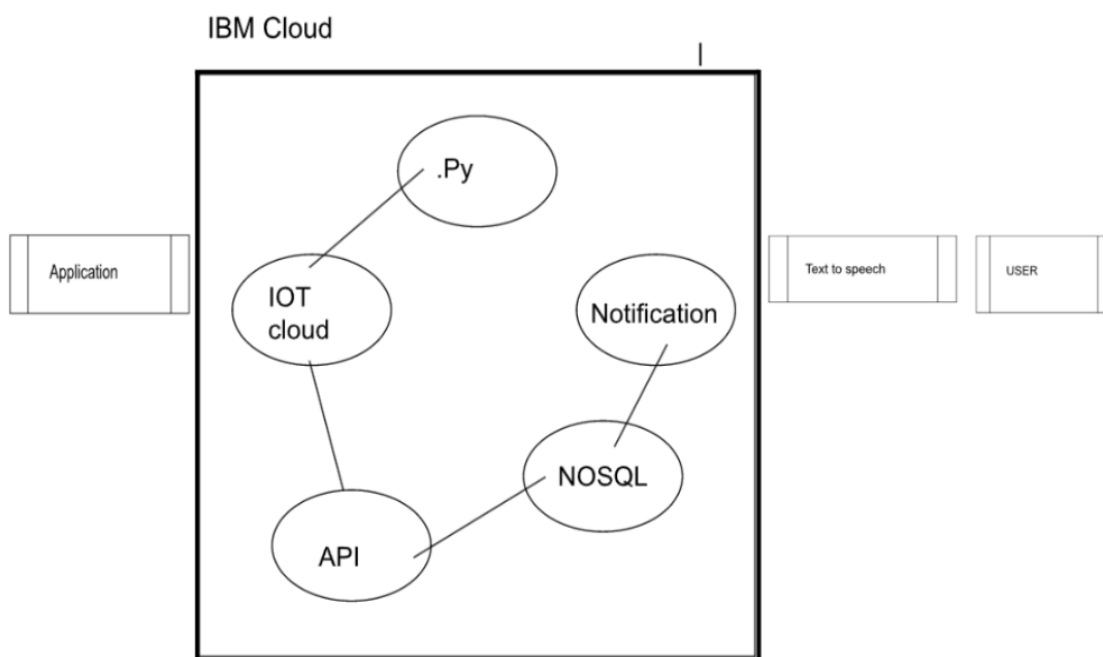 IBM Cloud
.Py
Application
IOT
cloud
Notification
Text to speech
USER
NOSQL
API